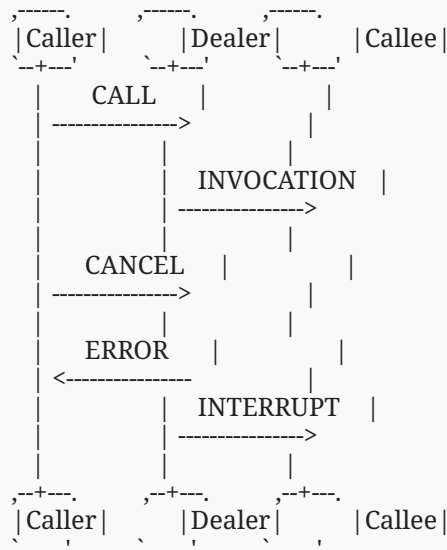 ,------. ,------. ,------.
|Caller| |Dealer| |Callee|
`--+---' `--+---' `--+---'
| CALL | |
| ----------------> |
| | |
| | INVOCATION |
| | ---------------->
| | |
| CANCEL | |
| ----------------> |
| | |
| ERROR | |
| <---------------- |
| | INTERRUPT |
| | ---------------->
| | |
,--+---. ,--+---. ,--+---.
|Caller| |Dealer| |Callee|